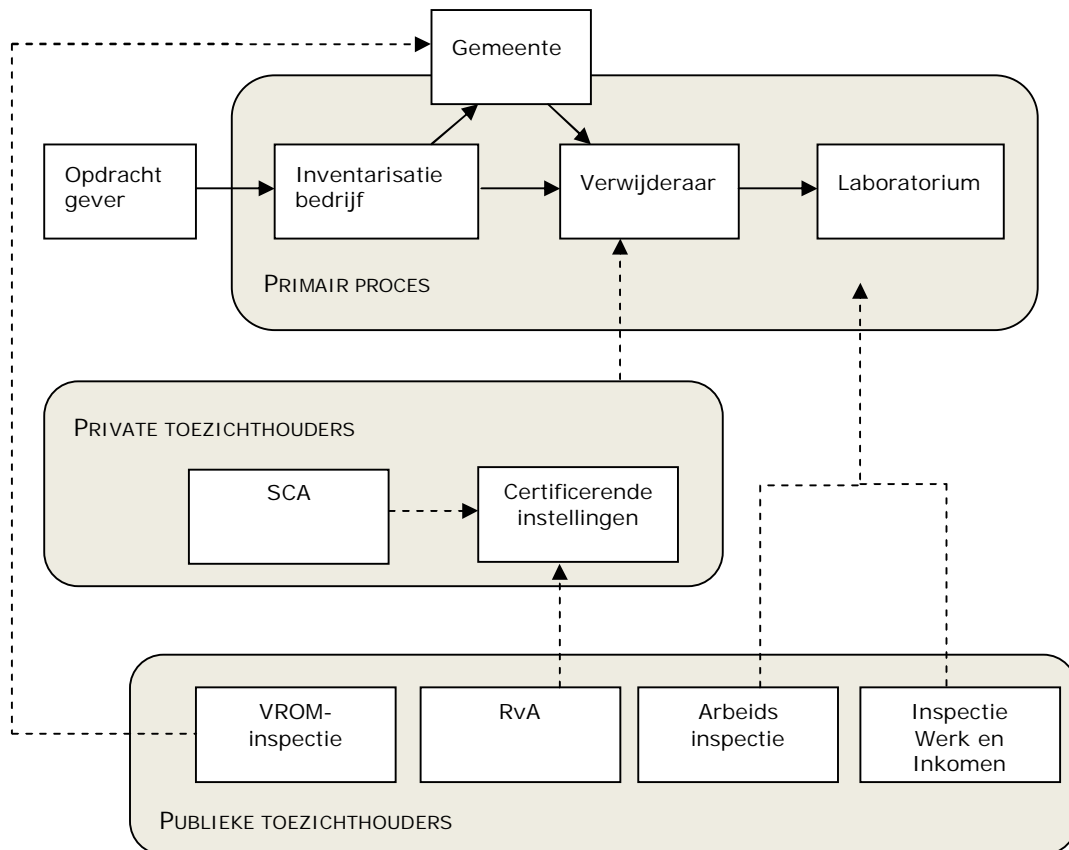 Gemeente
Opdracht
gever
Inventarisatie
bedrijf
Verwijderaar
Laboratorium
PRIMAIR PROCES
PRIVATE TOEZICHTHOUDERS
SCA
Certificerende
instellingen
VROM-
inspectie
RvA
Arbeids
inspectie
Inspectie
Werk en
Inkomen
PUBLIEKE TOEZICHTHOUDERS